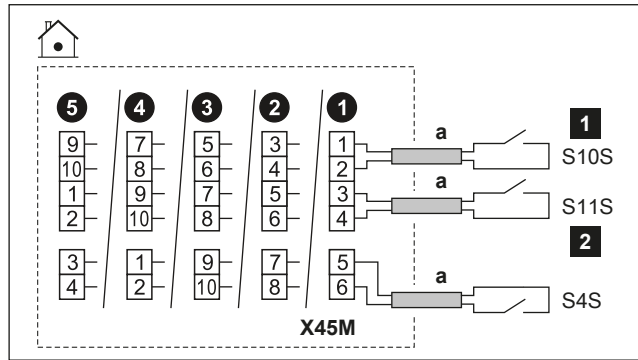 5 4 3 2 1
9 7 5 3 1 a 1
10 8 6 4 2 S10S
1 9 7 5 3 a
2 10 8 6 4 S11S
2
3 1 9 7 5 a
4 2 10 8 6 S4S
X45M